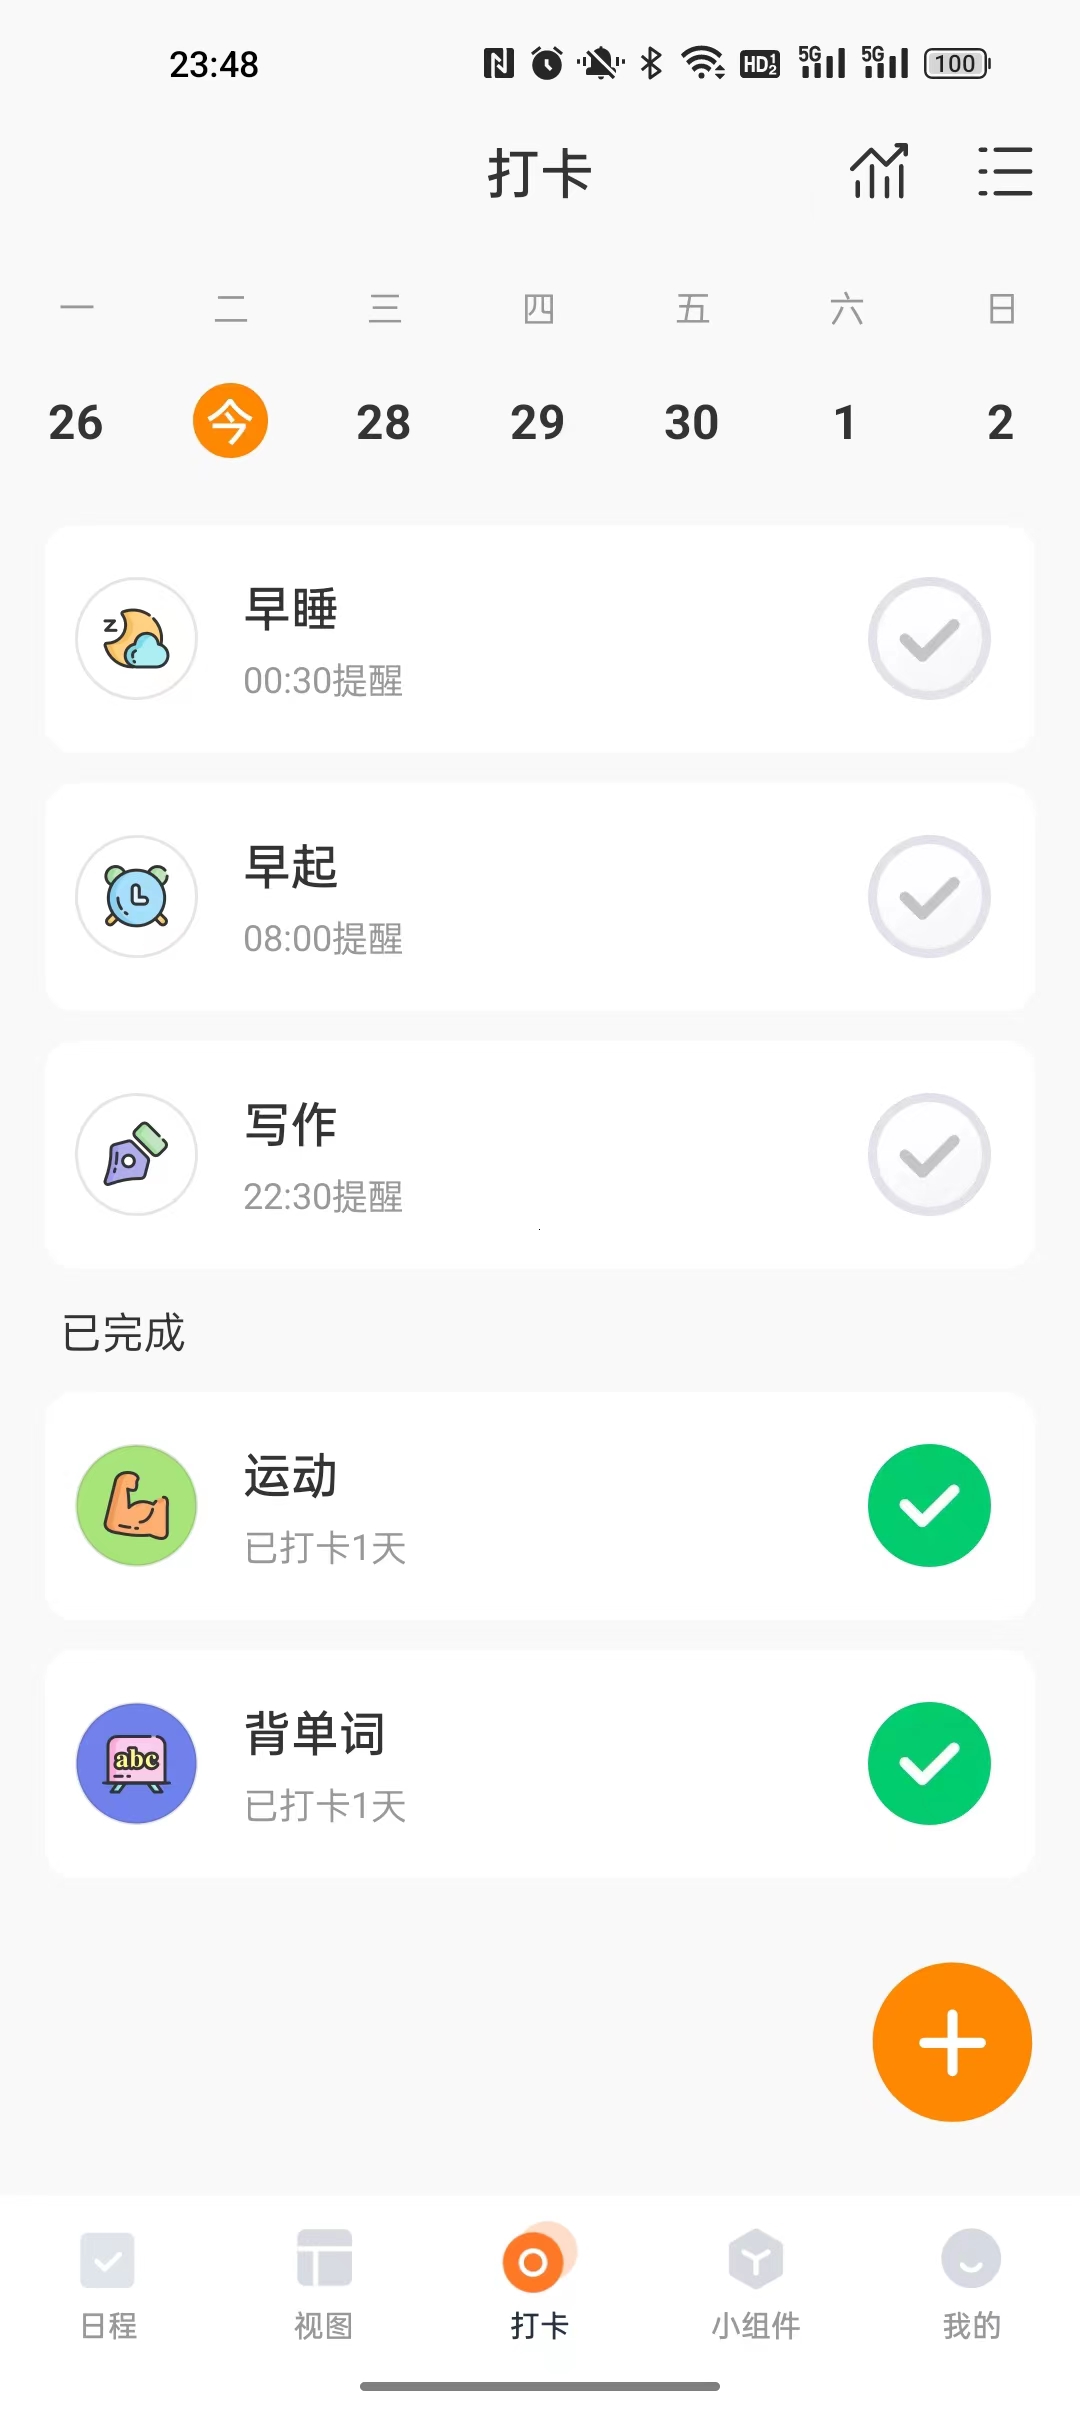 23:48
HD 1 2 5G 5G 100
打卡
一 二 三 四 五 六 日
26 今 28 29 30 1 2
早睡
00:30提醒
早起
08:00提醒
写作
22:30提醒
已完成
运动
已打卡1天
abc
背单词
已打卡1天
日程 视图 打卡 小组件 我的